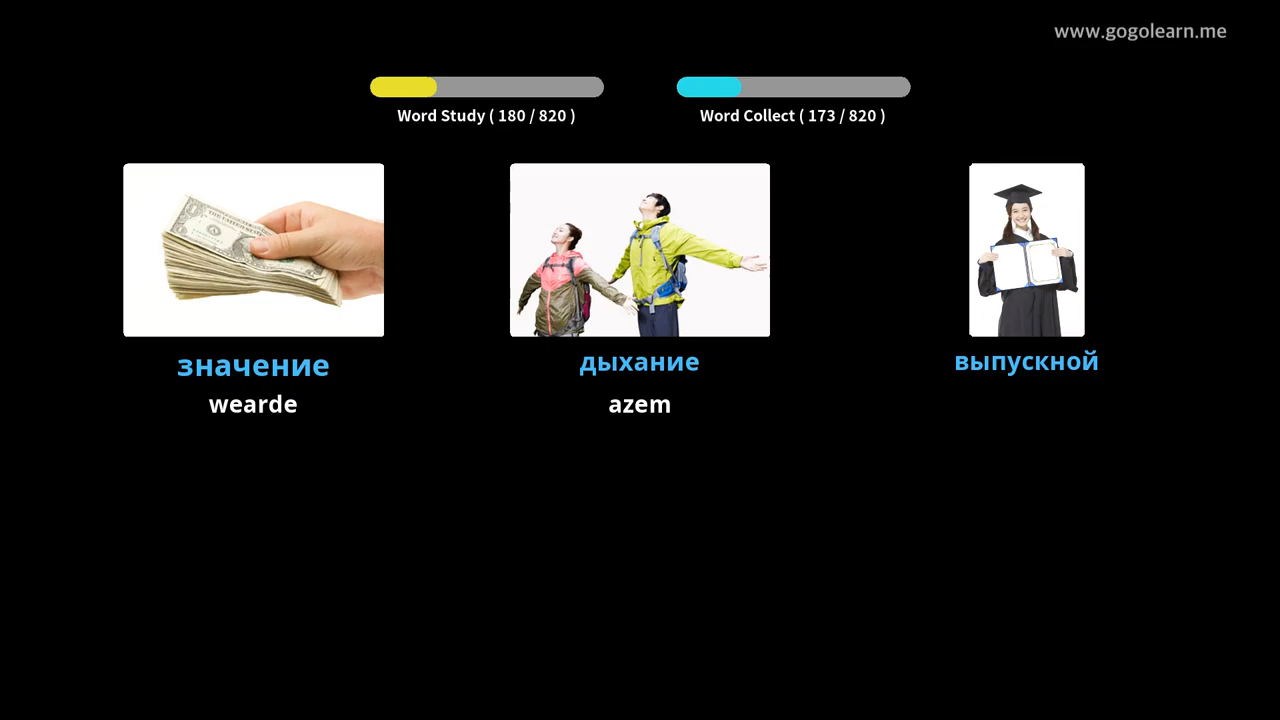 www.gogolearn.me
Word Study ( 180 / 820 )
Word Collect ( 173 / 820 )
значение
wearde
дыхание
azem
выпускной